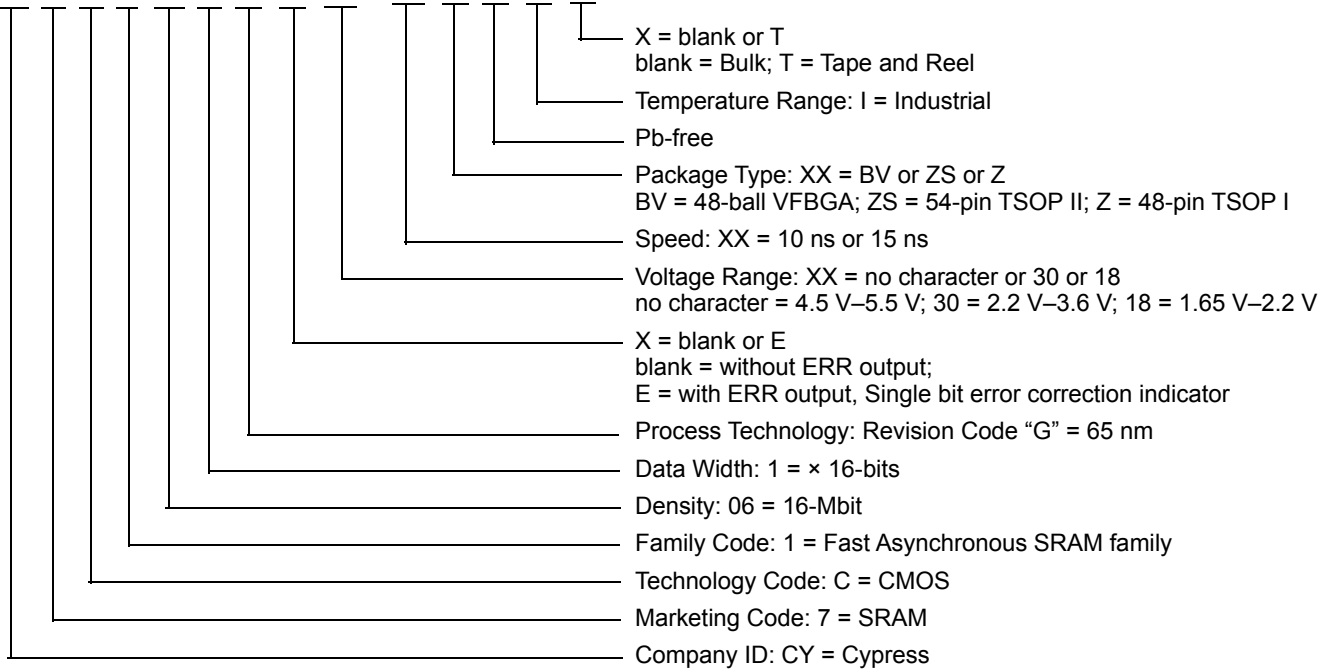 X = blank or T
blank = Bulk; T = Tape and Reel
Temperature Range: I = Industrial
Pb-free
Package Type: XX = BV or ZS or Z
BV = 48-ball VFBGA; ZS = 54-pin TSOP II; Z = 48-pin TSOP I
Speed: XX = 10 ns or 15 ns
Voltage Range: XX = no character or 30 or 18
no character = 4.5 V–5.5 V; 30 = 2.2 V–3.6 V; 18 = 1.65 V–2.2 V
X = blank or E
blank = without ERR output;
E = with ERR output, Single bit error correction indicator
Process Technology: Revision Code “G” = 65 nm
Data Width: 1 = × 16-bits
Density: 06 = 16-Mbit
Family Code: 1 = Fast Asynchronous SRAM family
Technology Code: C = CMOS
Marketing Code: 7 = SRAM
Company ID: CY = Cypress